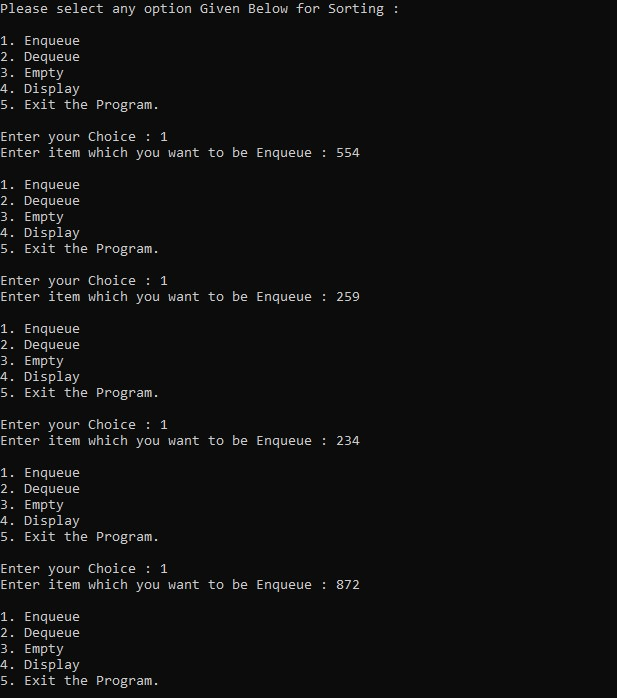 Please select any option Given Below for Sorting :
1. Enqueue
2. Dequeue
3. Empty
4. Display
5. Exit the Program.
Enter your Choice : 1
Enter item which you want to be Enqueue : 554
1. Enqueue
2. Dequeue
3. Empty
4. Display
5. Exit the Program.
Enter your Choice : 1
Enter item which you want to be Enqueue : 259
1. Enqueue
2. Dequeue
3. Empty
4. Display
5. Exit the Program.
Enter your Choice : 1
Enter item which you want to be Enqueue : 234
1. Enqueue
2. Dequeue
3. Empty
4. Display
5. Exit the Program.
Enter your Choice : 1
Enter item which you want to be Enqueue : 872
1. Enqueue
2. Dequeue
3. Empty
4. Display
5. Exit the Program.